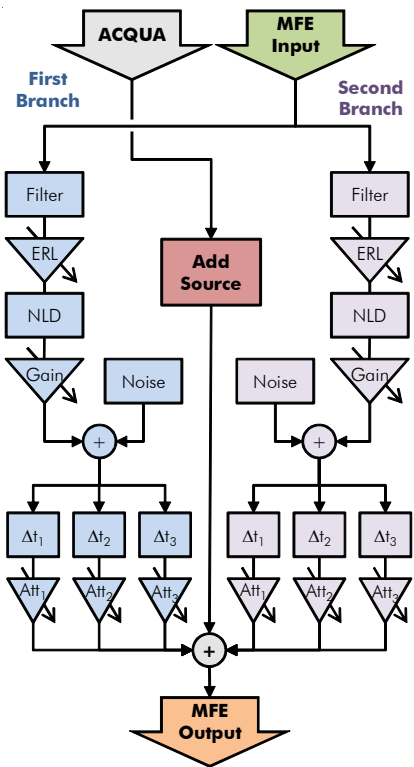 ACQUA
MFE
Input
First
Branch
Second
Branch
Filter
Filter
ERL
ERL
Add
Source
NLD
NLD
Gain
Noise
Noise
Gain
+
+
Δt1
Δt2
Δt3
Δt1
Δt2
Δt3
Att1
Att2
Att3
Att1
Att2
Att3
+
MFE
Output